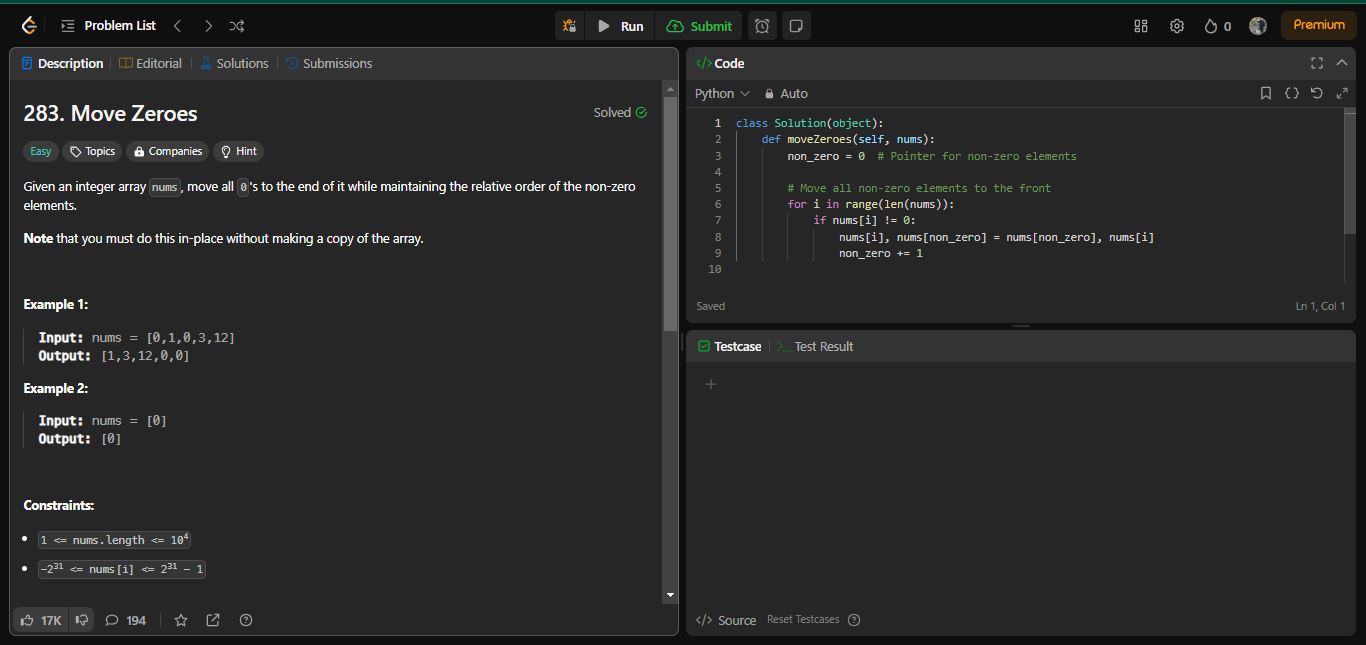 Problem List
Run
Submit
0
Premium
Description
Editorial
Solutions
Submissions
283. Move Zeroes
Solved
Easy
Topics
Companies
Hint
Given an integer array nums, move all 0's to the end of it while maintaining the relative order of the non-zero
elements.
Note that you must do this in-place without making a copy of the array.
Example 1:
Input: nums = [0,1,0,3,12]
Output: [1,3,12,0,0]
Example 2:
Input: nums = [0]
Output: [0]
Constraints:
1 <= nums.length <= 10⁴
-2³¹ <= nums[i] <= 2³¹ - 1
17K
194
</> Code
Python
Auto
1 class Solution(object):
2     def moveZeroes(self, nums):
3         non_zero = 0  # Pointer for non-zero elements
4
5         # Move all non-zero elements to the front
6         for i in range(len(nums)):
7             if nums[i] != 0:
8                 nums[i], nums[non_zero] = nums[non_zero], nums[i]
9                 non_zero += 1
10
Saved
Ln 1, Col 1
Testcase
Test Result
</> Source
Reset Testcases